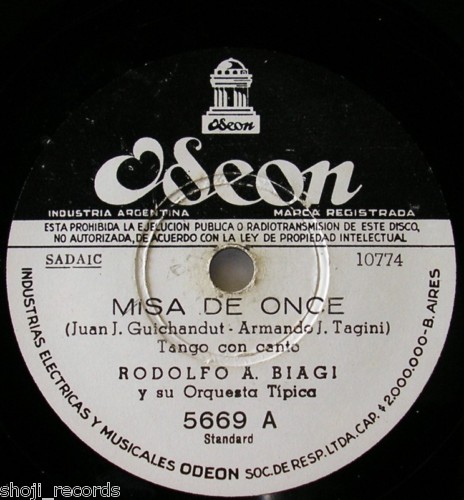 Odeon
Odeon
INDUSTRIA ARGENTINA MARCA REGISTRADA
ESTA PROHIBIDA LA EJECUCION PUBLICA O RADIOTRANSMISION DE ESTE DISCO,
NO AUTORIZADA, DE ACUERDO CON LA LEY DE PROPIEDAD INTELECTUAL
SADAIC 10774
MISA DE ONCE
(Juan J. Guichandut - Armando J. Tagini)
Tango con canto
RODOLFO A. BIAGI
y su Orquesta Típica
5669 A
Standard
INDUSTRIAS ELECTRICAS Y MUSICALES ODEON SOC. DE RESP. LTDA. CAP. $ 2.000.000-B. AIRES
shoji_records